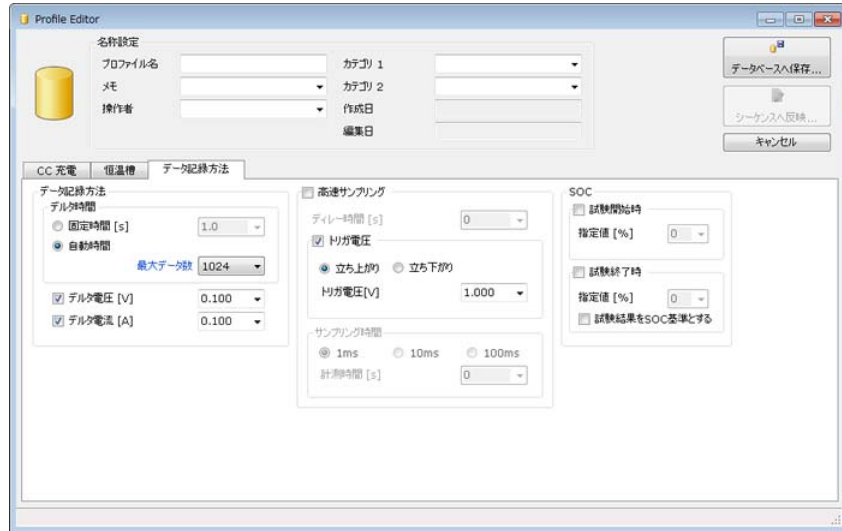 Profile Editor
名称設定
プロファイル名
カテゴリ 1
メモ
カテゴリ 2
操作者
作成日
編集日
データベースへ保存...
シーケンスへ反映...
キャンセル
CC 充電 恒温槽 データ記録方法
データ記録方法
デルタ時間
固定時間 [s] 1.0
自動時間
最大データ数 1024
デルタ電圧 [V] 0.100
デルタ電流 [A] 0.100
高速サンプリング
ディレー時間 [s] 0
トリガ電圧
立ち上がり 立ち下がり
トリガ電圧[V] 1.000
サンプリング時間
1ms 10ms 100ms
計測時間 [s] 0
SOC
試験開始時
指定値 [%] 0
試験終了時
指定値 [%] 0
試験結果をSOC基準とする